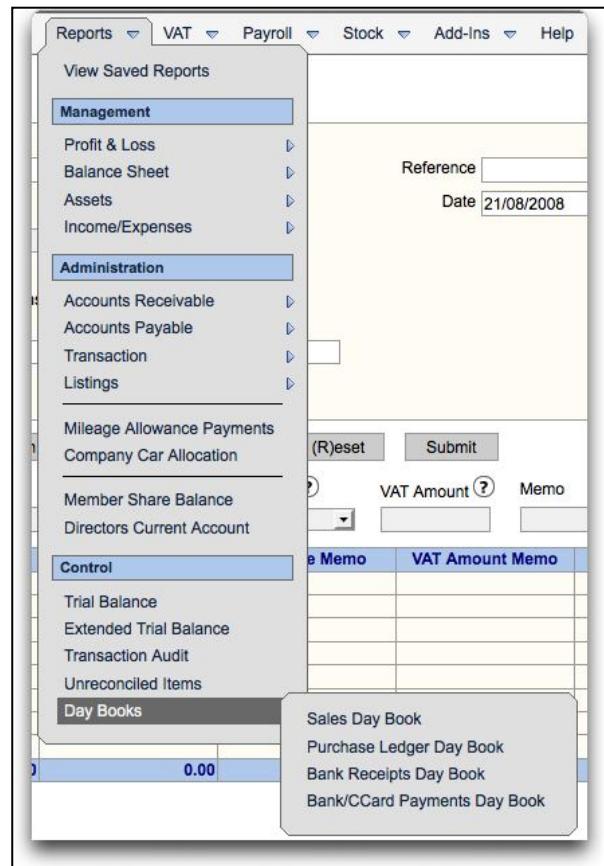 Reports VAT Payroll Stock Add-Ins Help
View Saved Reports
Management
Profit & Loss
Balance Sheet
Assets
Income/Expenses
Administration
Accounts Receivable
Accounts Payable
Transaction
Listings
Mileage Allowance Payments
Company Car Allocation
Member Share Balance
Directors Current Account
Control
Trial Balance
Extended Trial Balance
Transaction Audit
Unreconciled Items
Day Books
Sales Day Book
Purchase Ledger Day Book
Bank Receipts Day Book
Bank/CCard Payments Day Book
Reference
Date 21/08/2008
(R)eset Submit
VAT Amount ? Memo
Memo VAT Amount Memo
0.00